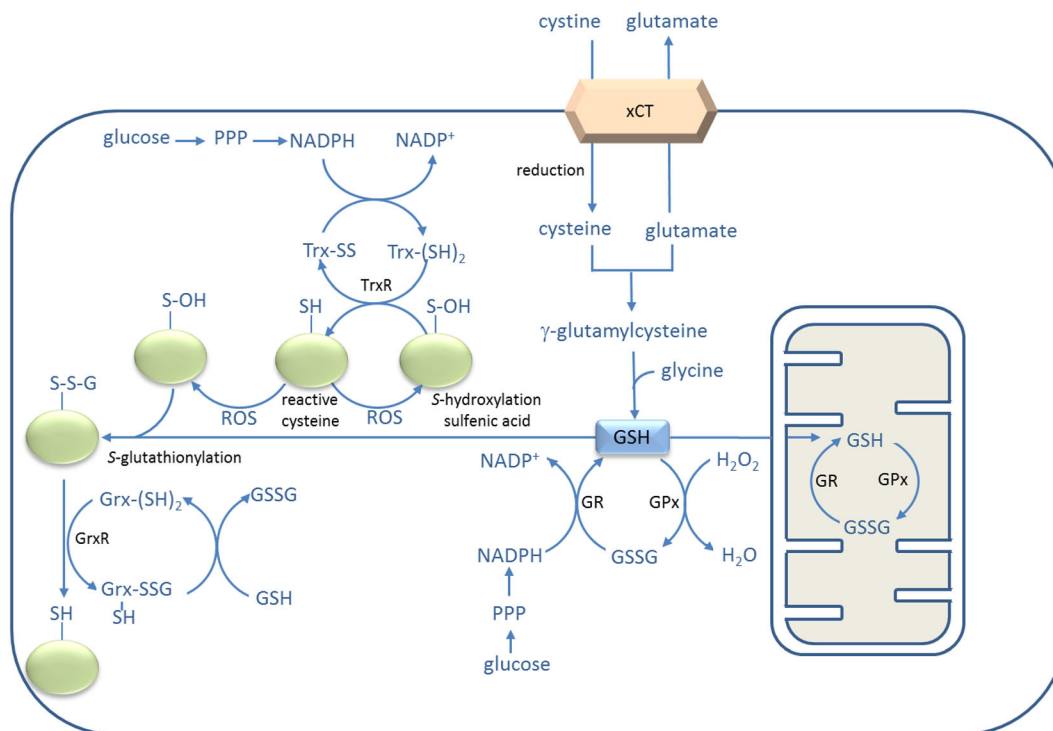 cystine glutamate
xCT
glucose PPP NADPH NADP⁺
reduction
cysteine glutamate
Trx-SS Trx-(SH)₂
TrxR
S-OH SH S-OH
γ-glutamylcysteine
glycine
S-S-G
ROS reactive ROS S-hydroxylation
cysteine sulfenic acid
GSH
S-glutathionylation
NADP⁺ H₂O₂
GSH
GR GPx
GSSG
Grx-(SH)₂ GSSG
GR GPx
GrxR
NADPH GSSG H₂O
Grx-SSG
SH
GSH
SH
PPP
glucose